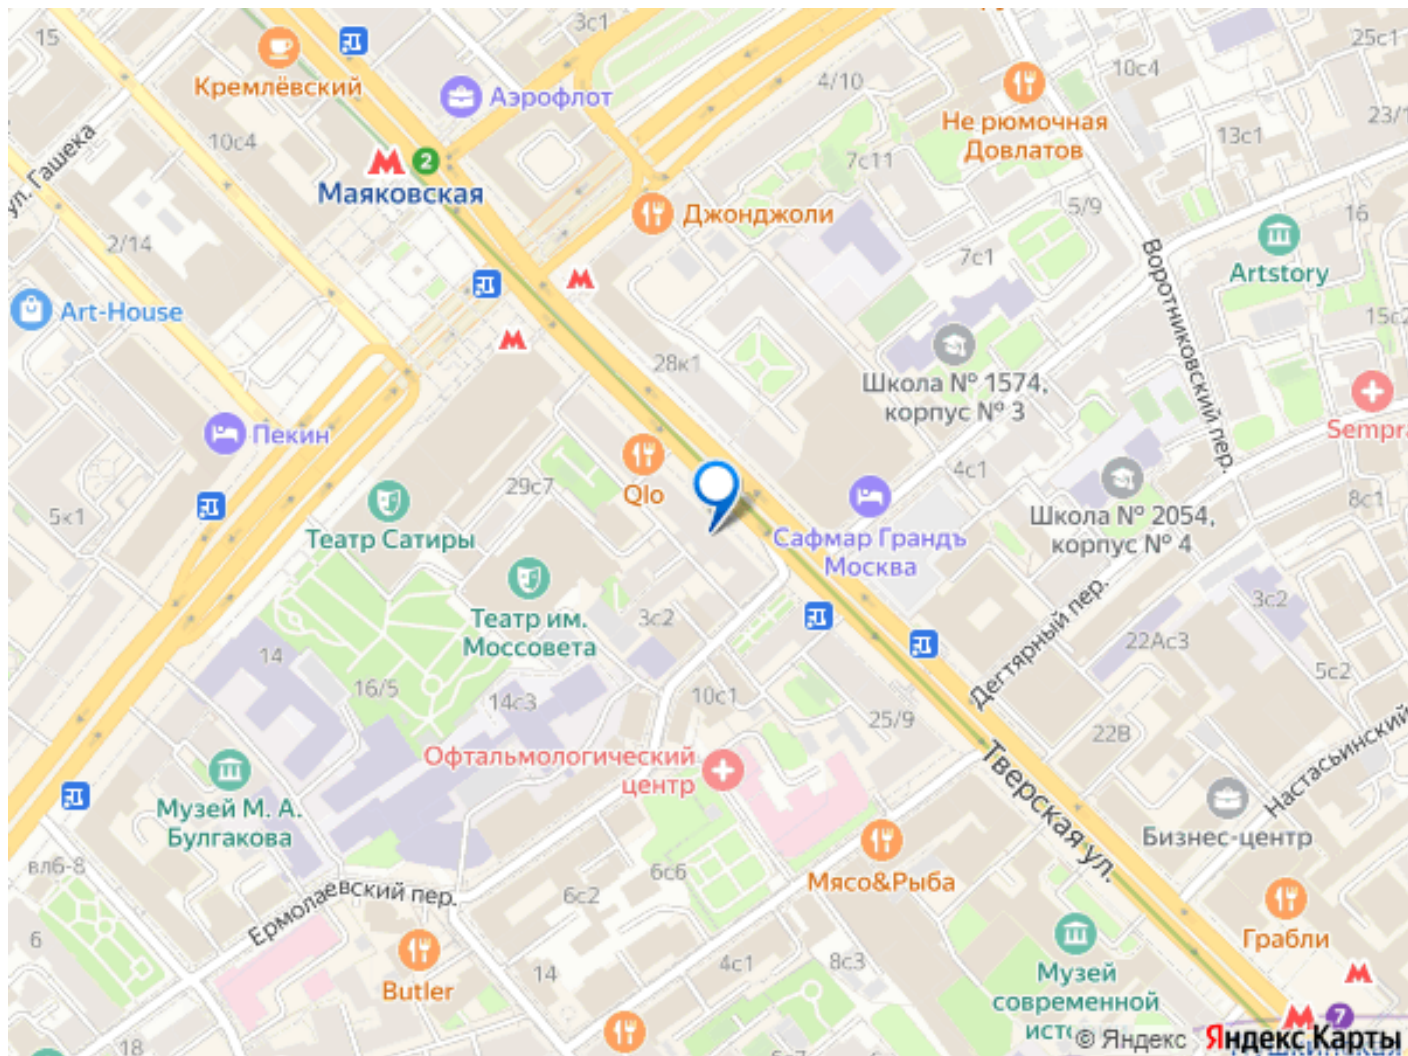 15
3с1
25с1
Кремлёвский
Аэрофлот
4/10
10с4
Не рюмочная
Довлатов
23/1
13с1
10с4
ул. Гашека
2
Маяковская
7с11
Джонджоли
5/9
16
2/14
7с1
Artstory
Воротниковский пер.
Art-House
15с2
28к1
Школа № 1574,
корпус № 3
Пекин
Sempra
29с7
Qlo
4с1
8с1
5к1
Театр Сатиры
Сафмар Грандъ
Москва
Школа № 2054,
корпус № 4
Театр им.
Моссовета
3с2
3с2
Дегтярный пер.
22Ас3
14
5с2
16/5
14с3
10с1
25/9
22В
Офтальмологический
центр
Тверская ул.
Настасьинский
Музей М. А.
Булгакова
Бизнес-центр
вл6-8
6с6
Мясо&Рыба
Ермолаевский пер.
6с2
6
Грабли
Butler
14
4с1
8с3
Музей
современной
7
18
© Яндекс Яндекс Карты